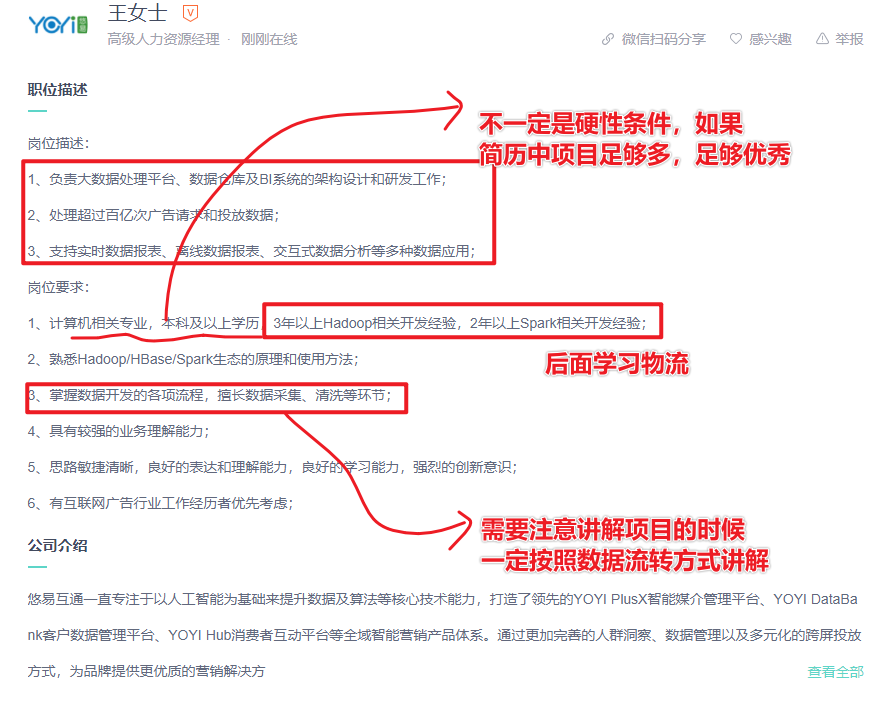 YOYi 悠易
王女士
高级人力资源经理 · 刚刚在线
微信扫码分享 感兴趣 举报
职位描述
岗位描述：
不一定是硬性条件，如果
简历中项目足够多，足够优秀
1、负责大数据处理平台、数据仓库及BI系统的架构设计和研发工作；
2、处理超过百亿次广告请求和投放数据；
3、支持实时数据报表、离线数据报表、交互式数据分析等多种数据应用；
岗位要求：
1、计算机相关专业，本科及以上学历，3年以上Hadoop相关开发经验，2年以上Spark相关开发经验；
2、熟悉Hadoop/HBase/Spark生态的原理和使用方法；
后面学习物流
3、掌握数据开发的各项流程，擅长数据采集、清洗等环节；
4、具有较强的业务理解能力；
5、思路敏捷清晰，良好的表达和理解能力，良好的学习能力，强烈的创新意识；
6、有互联网广告行业工作经历者优先考虑；
需要注意讲解项目的时候
一定按照数据流转方式讲解
公司介绍
悠易互通一直专注于以人工智能为基础来提升数据及算法等核心技术能力，打造了领先的YOYI PlusX智能媒介管理平台、YOYI DataBa
nk客户数据管理平台、YOYI Hub消费者互动平台等全域智能营销产品体系。通过更加完善的人群洞察、数据管理以及多元化的跨屏投放
方式，为品牌提供更优质的营销解决方
查看全部